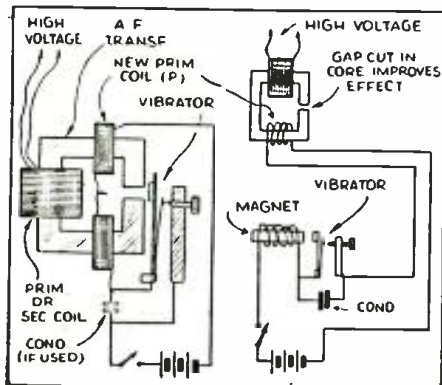 HIGH
VOLTAGE
A F
TRANSF
NEW PRIM
COIL (P)
VIBRATOR
PRIM
OR
SEC COIL
COND
(IF USED)
HIGH VOLTAGE
GAP CUT IN
CORE IMPROVES
EFFECT
MAGNET
VIBRATOR
COND